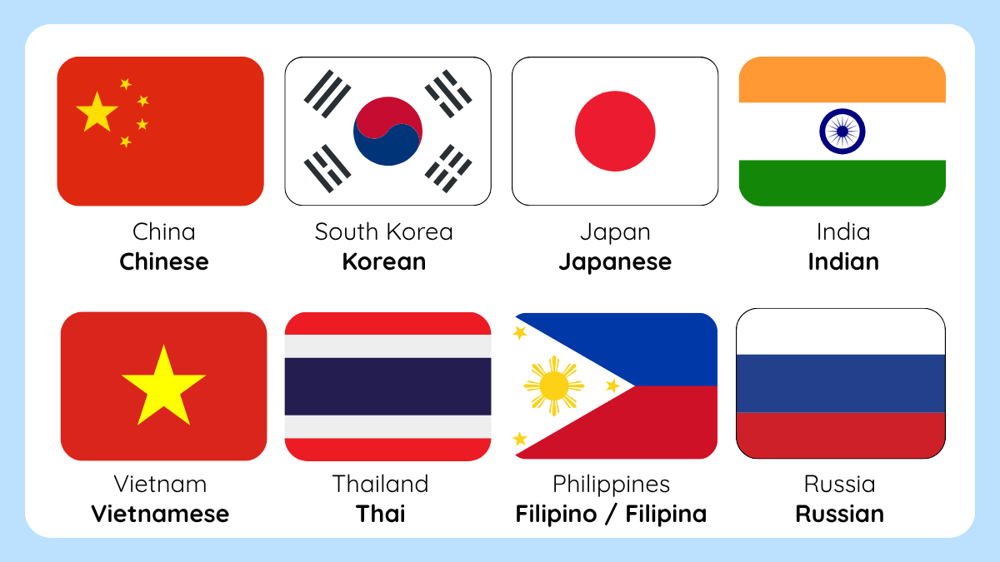 China
Chinese
South Korea
Korean
Japan
Japanese
India
Indian
Vietnam
Vietnamese
Thailand
Thai
Philippines
Filipino / Filipina
Russia
Russian